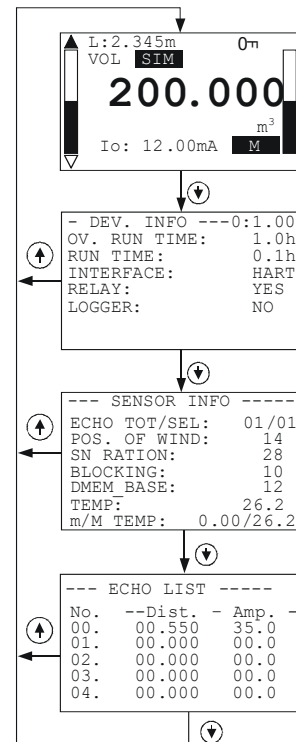 L:2.345m
VOL SIM
200.000
m³
Io: 12.00mA M
- DEV. INFO ---0:1.00
OV. RUN TIME: 1.0h
RUN TIME: 0.1h
INTERFACE: HART
RELAY: YES
LOGGER: NO
--- SENSOR INFO -----
ECHO TOT/SEL: 01/01
POS. OF WIND: 14
SN RATION: 28
BLOCKING: 10
DMEM_BASE: 12
TEMP: 26.2
m/M TEMP: 0.00/26.2
--- ECHO LIST -----
No. --Dist. - Amp. -
00. 00.550 35.0
01. 00.000 00.0
02. 00.000 00.0
03. 00.000 00.0
04. 00.000 00.0